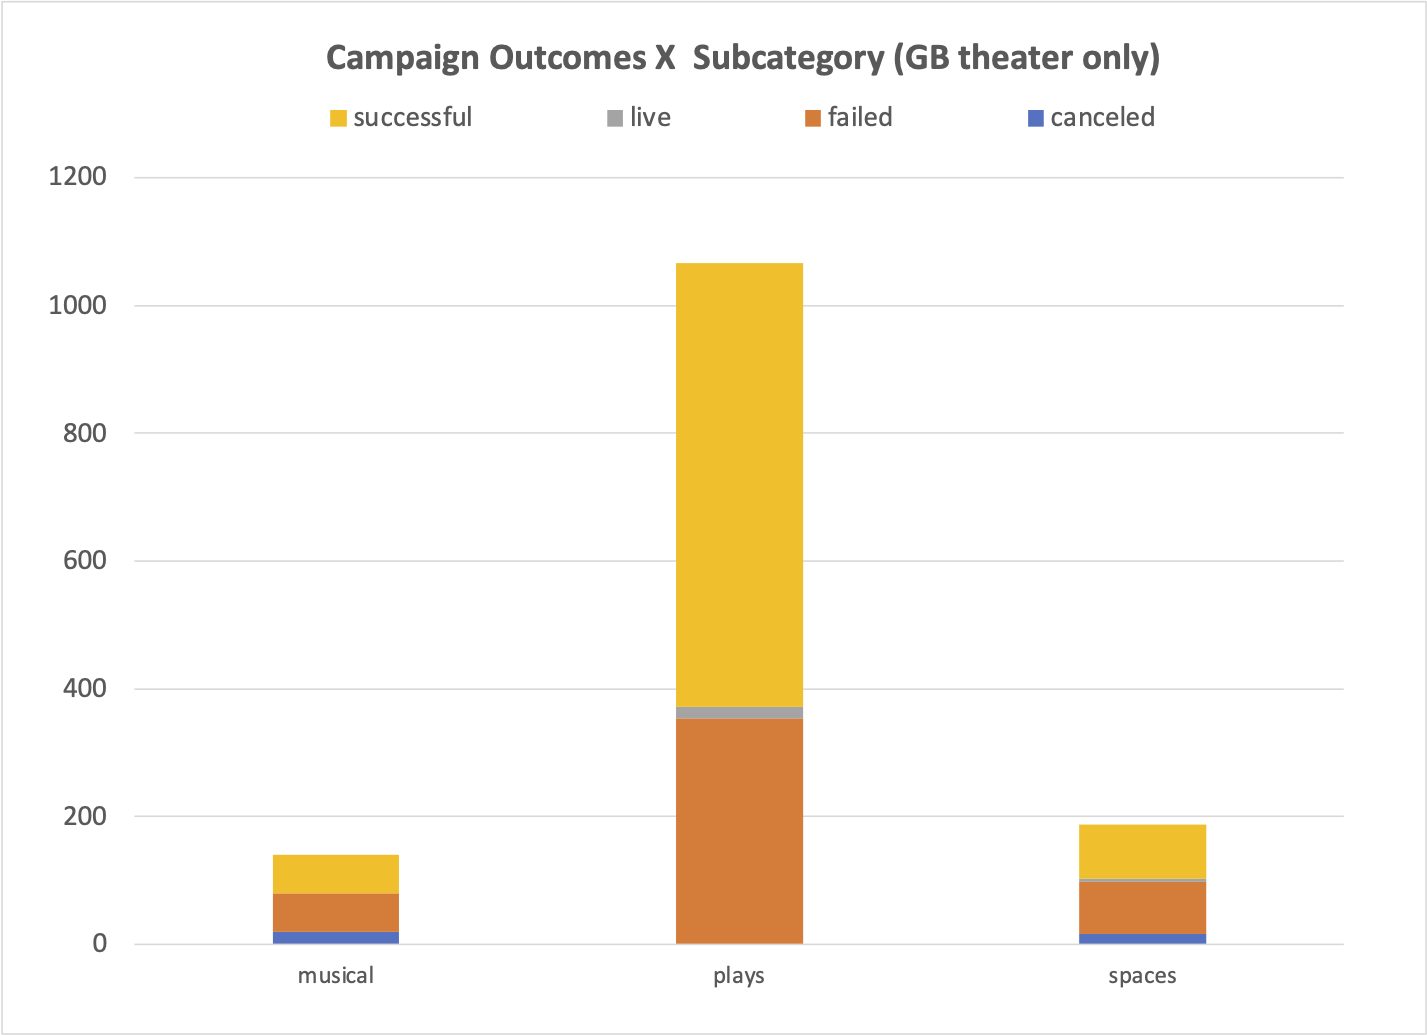 Campaign Outcomes X  Subcategory (GB theater only)
successful live failed canceled
1200
1000
800
600
400
200
0
musical plays spaces